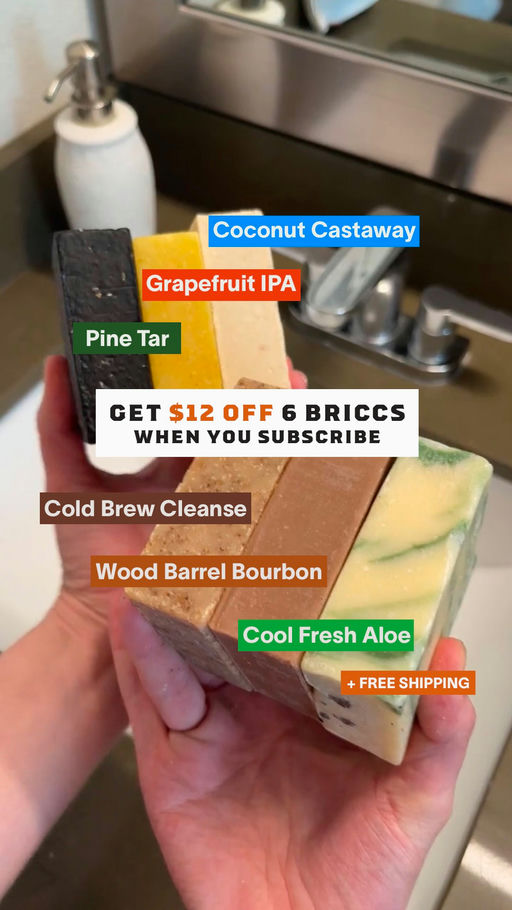 Coconut Castaway
Grapefruit IPA
Pine Tar
GET $12 OFF 6 BRICCS
WHEN YOU SUBSCRIBE
Cold Brew Cleanse
Wood Barrel Bourbon
Cool Fresh Aloe
+ FREE SHIPPING